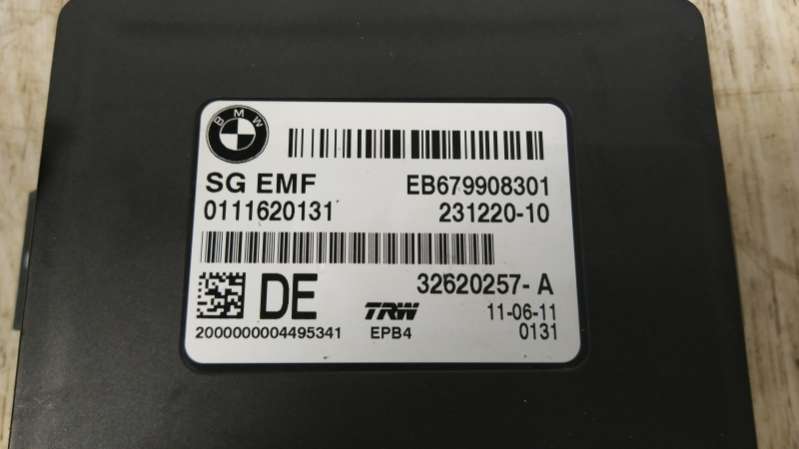 BMW
SG EMF EB679908301
0111620131 231220-10
32620257-A
DE TRW 11-06-11
2000000004495341 EPB4 0131